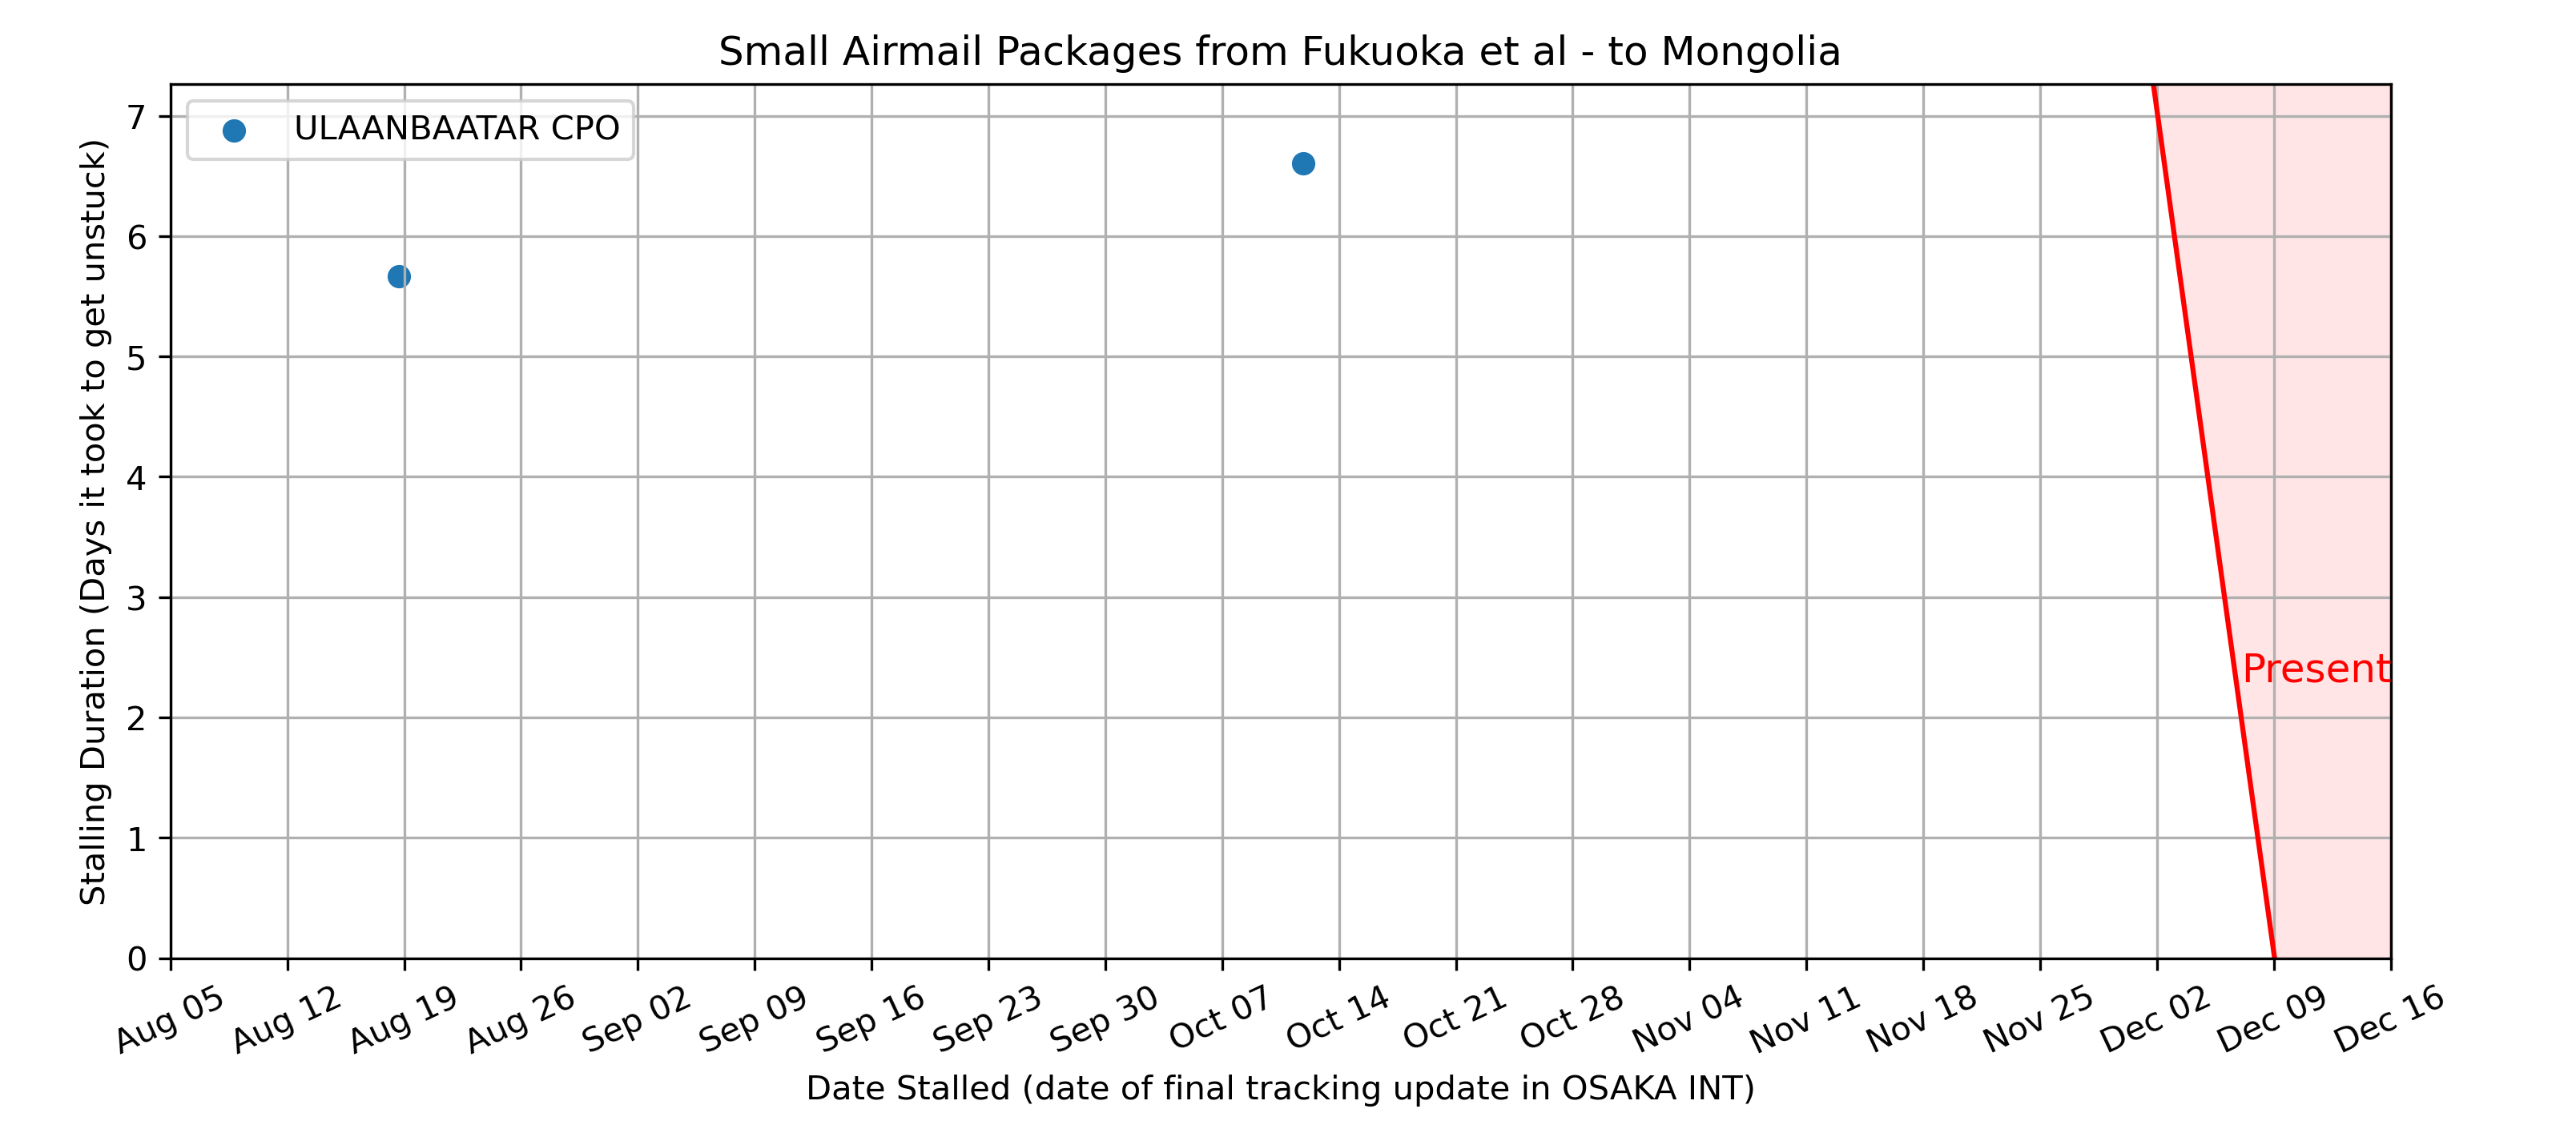 Small Airmail Packages from Fukuoka et al - to Mongolia
ULAANBAATAR CPO
Stalling Duration (Days it took to get unstuck)
7
6
5
4
3
2
1
0
Present
Aug 05
Aug 12
Aug 19
Aug 26
Sep 02
Sep 09
Sep 16
Sep 23
Sep 30
Oct 07
Oct 14
Oct 21
Oct 28
Nov 04
Nov 11
Nov 18
Nov 25
Dec 02
Dec 09
Dec 16
Date Stalled (date of final tracking update in OSAKA INT)